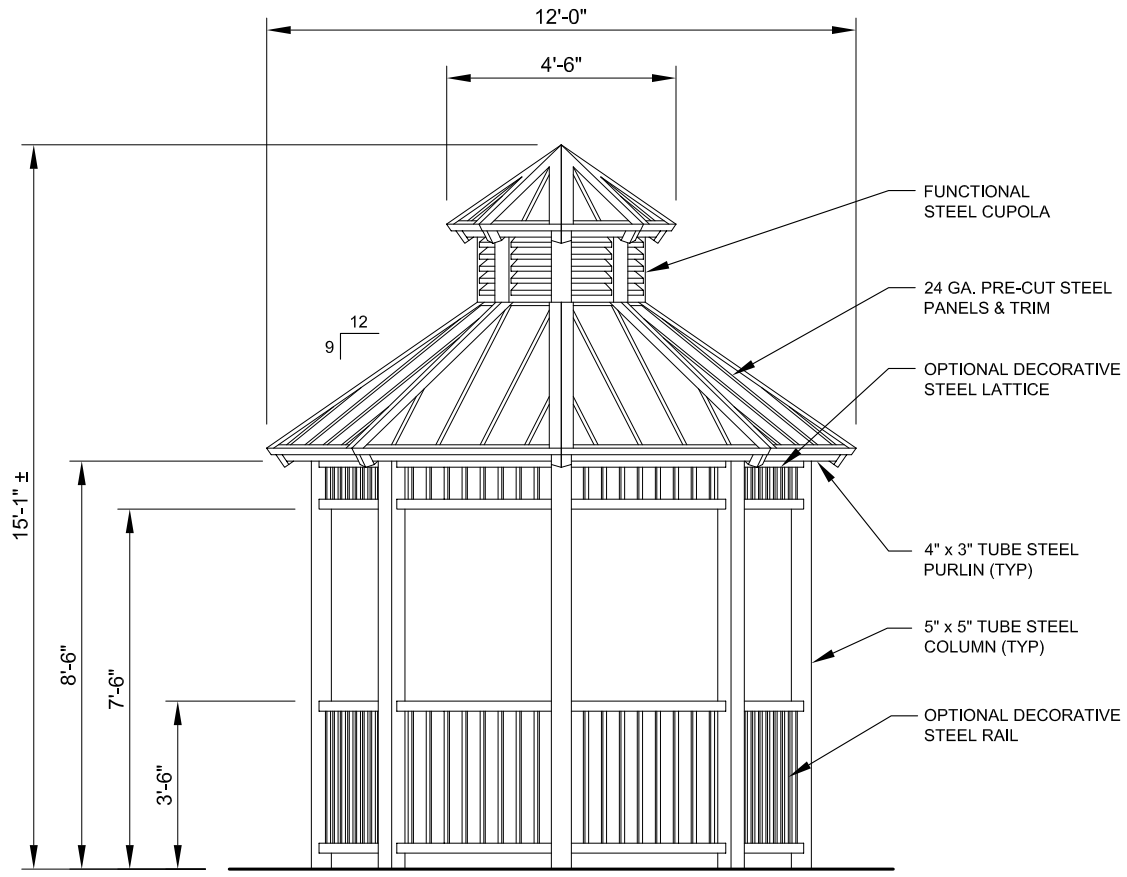 12'-0"
4'-6"
FUNCTIONAL
STEEL CUPOLA
24 GA. PRE-CUT STEEL
PANELS & TRIM
12
9
OPTIONAL DECORATIVE
STEEL LATTICE
15'-1" ±
8'-6"
7'-6"
3'-6"
4" x 3" TUBE STEEL
PURLIN (TYP)
5" x 5" TUBE STEEL
COLUMN (TYP)
OPTIONAL DECORATIVE
STEEL RAIL